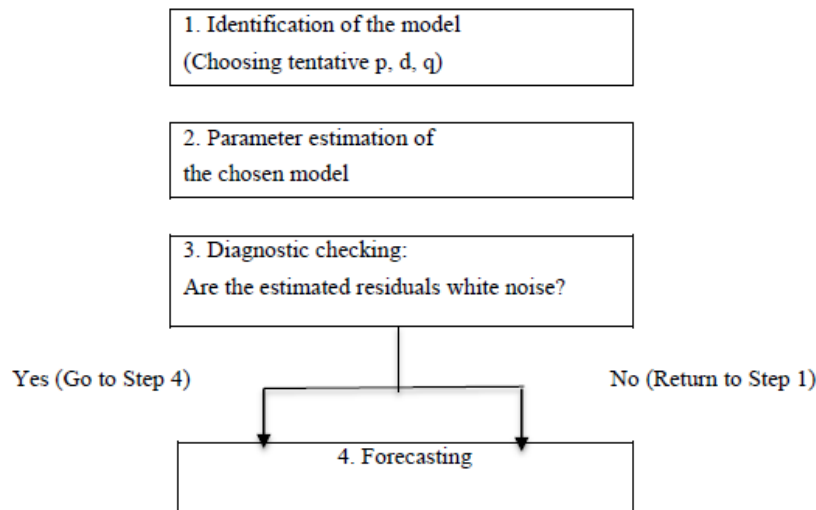 1. Identification of the model
(Choosing tentative p, d, q)
2. Parameter estimation of
the chosen model
3. Diagnostic checking:
Are the estimated residuals white noise?
Yes (Go to Step 4)
No (Return to Step 1)
4. Forecasting